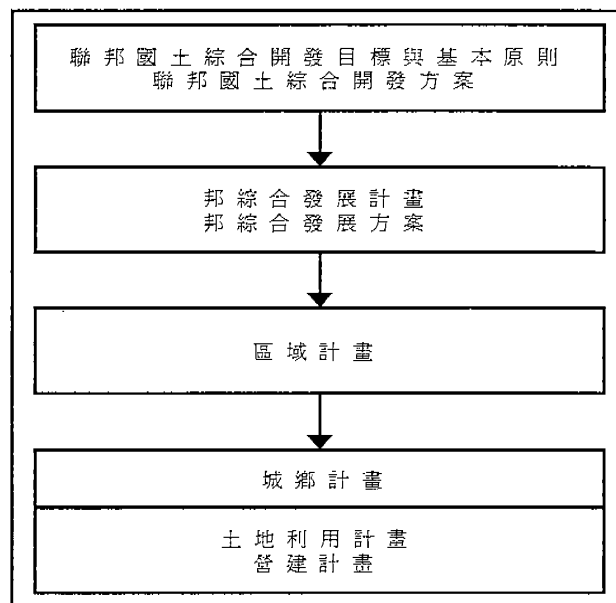 聯邦國土綜合開發目標與基本原則
聯邦國土綜合開發方案
邦綜合發展計畫
邦綜合發展方案
區域計畫
城鄉計畫
土地利用計畫
營建計畫